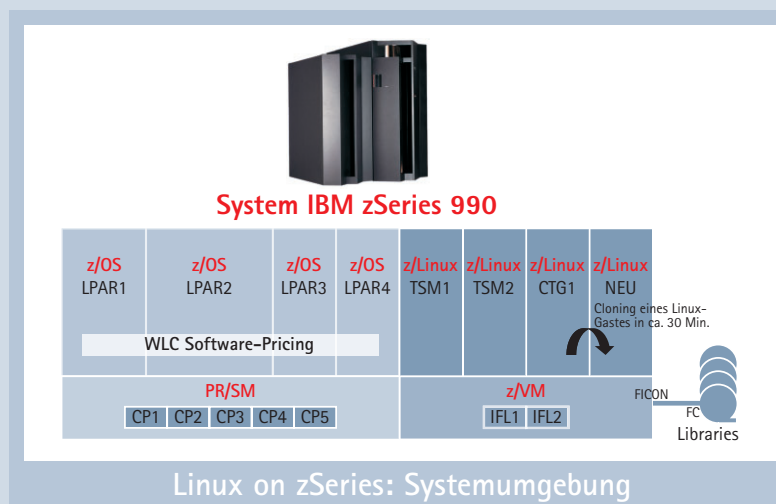 System IBM zSeries 990
z/OS
LPAR1
z/OS
LPAR2
z/OS
LPAR3
z/OS
LPAR4
z/Linux
TSM1
z/Linux
TSM2
z/Linux
CTG1
z/Linux
NEU
Cloning eines Linux-
Gastes in ca. 30 Min.
WLC Software-Pricing
PR/SM
CP1 CP2 CP3 CP4 CP5
z/VM
IFL1 IFL2
FICON
FC
Libraries
Linux on zSeries: Systemumgebung